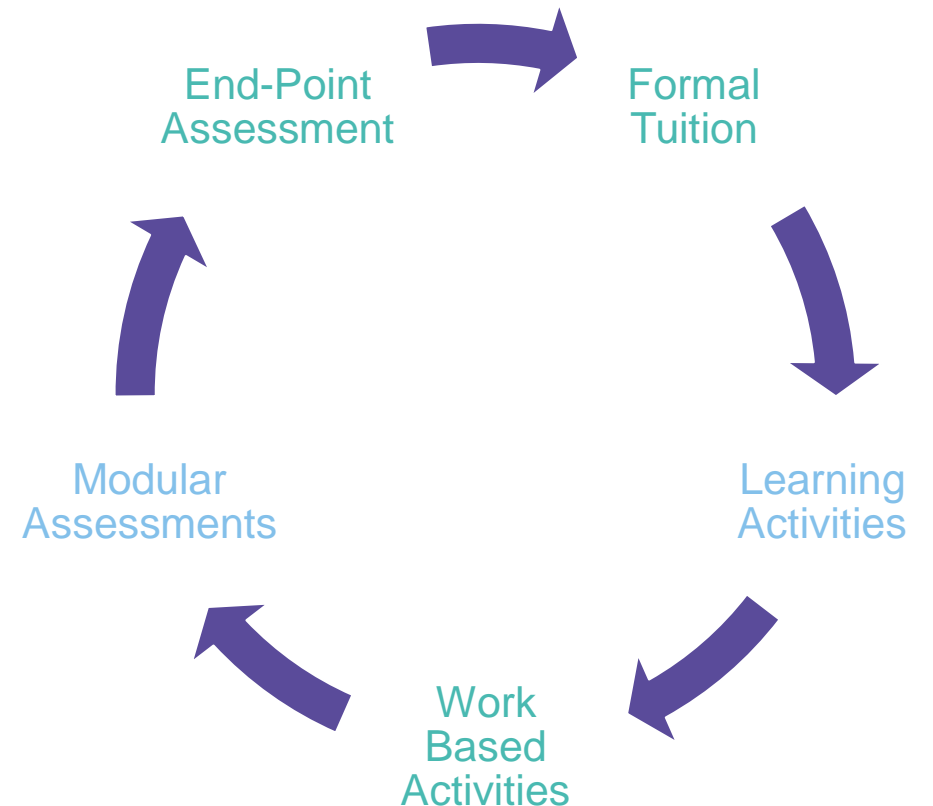 End-Point
Assessment
Formal
Tuition
Learning
Activities
Work
Based
Activities
Modular
Assessments